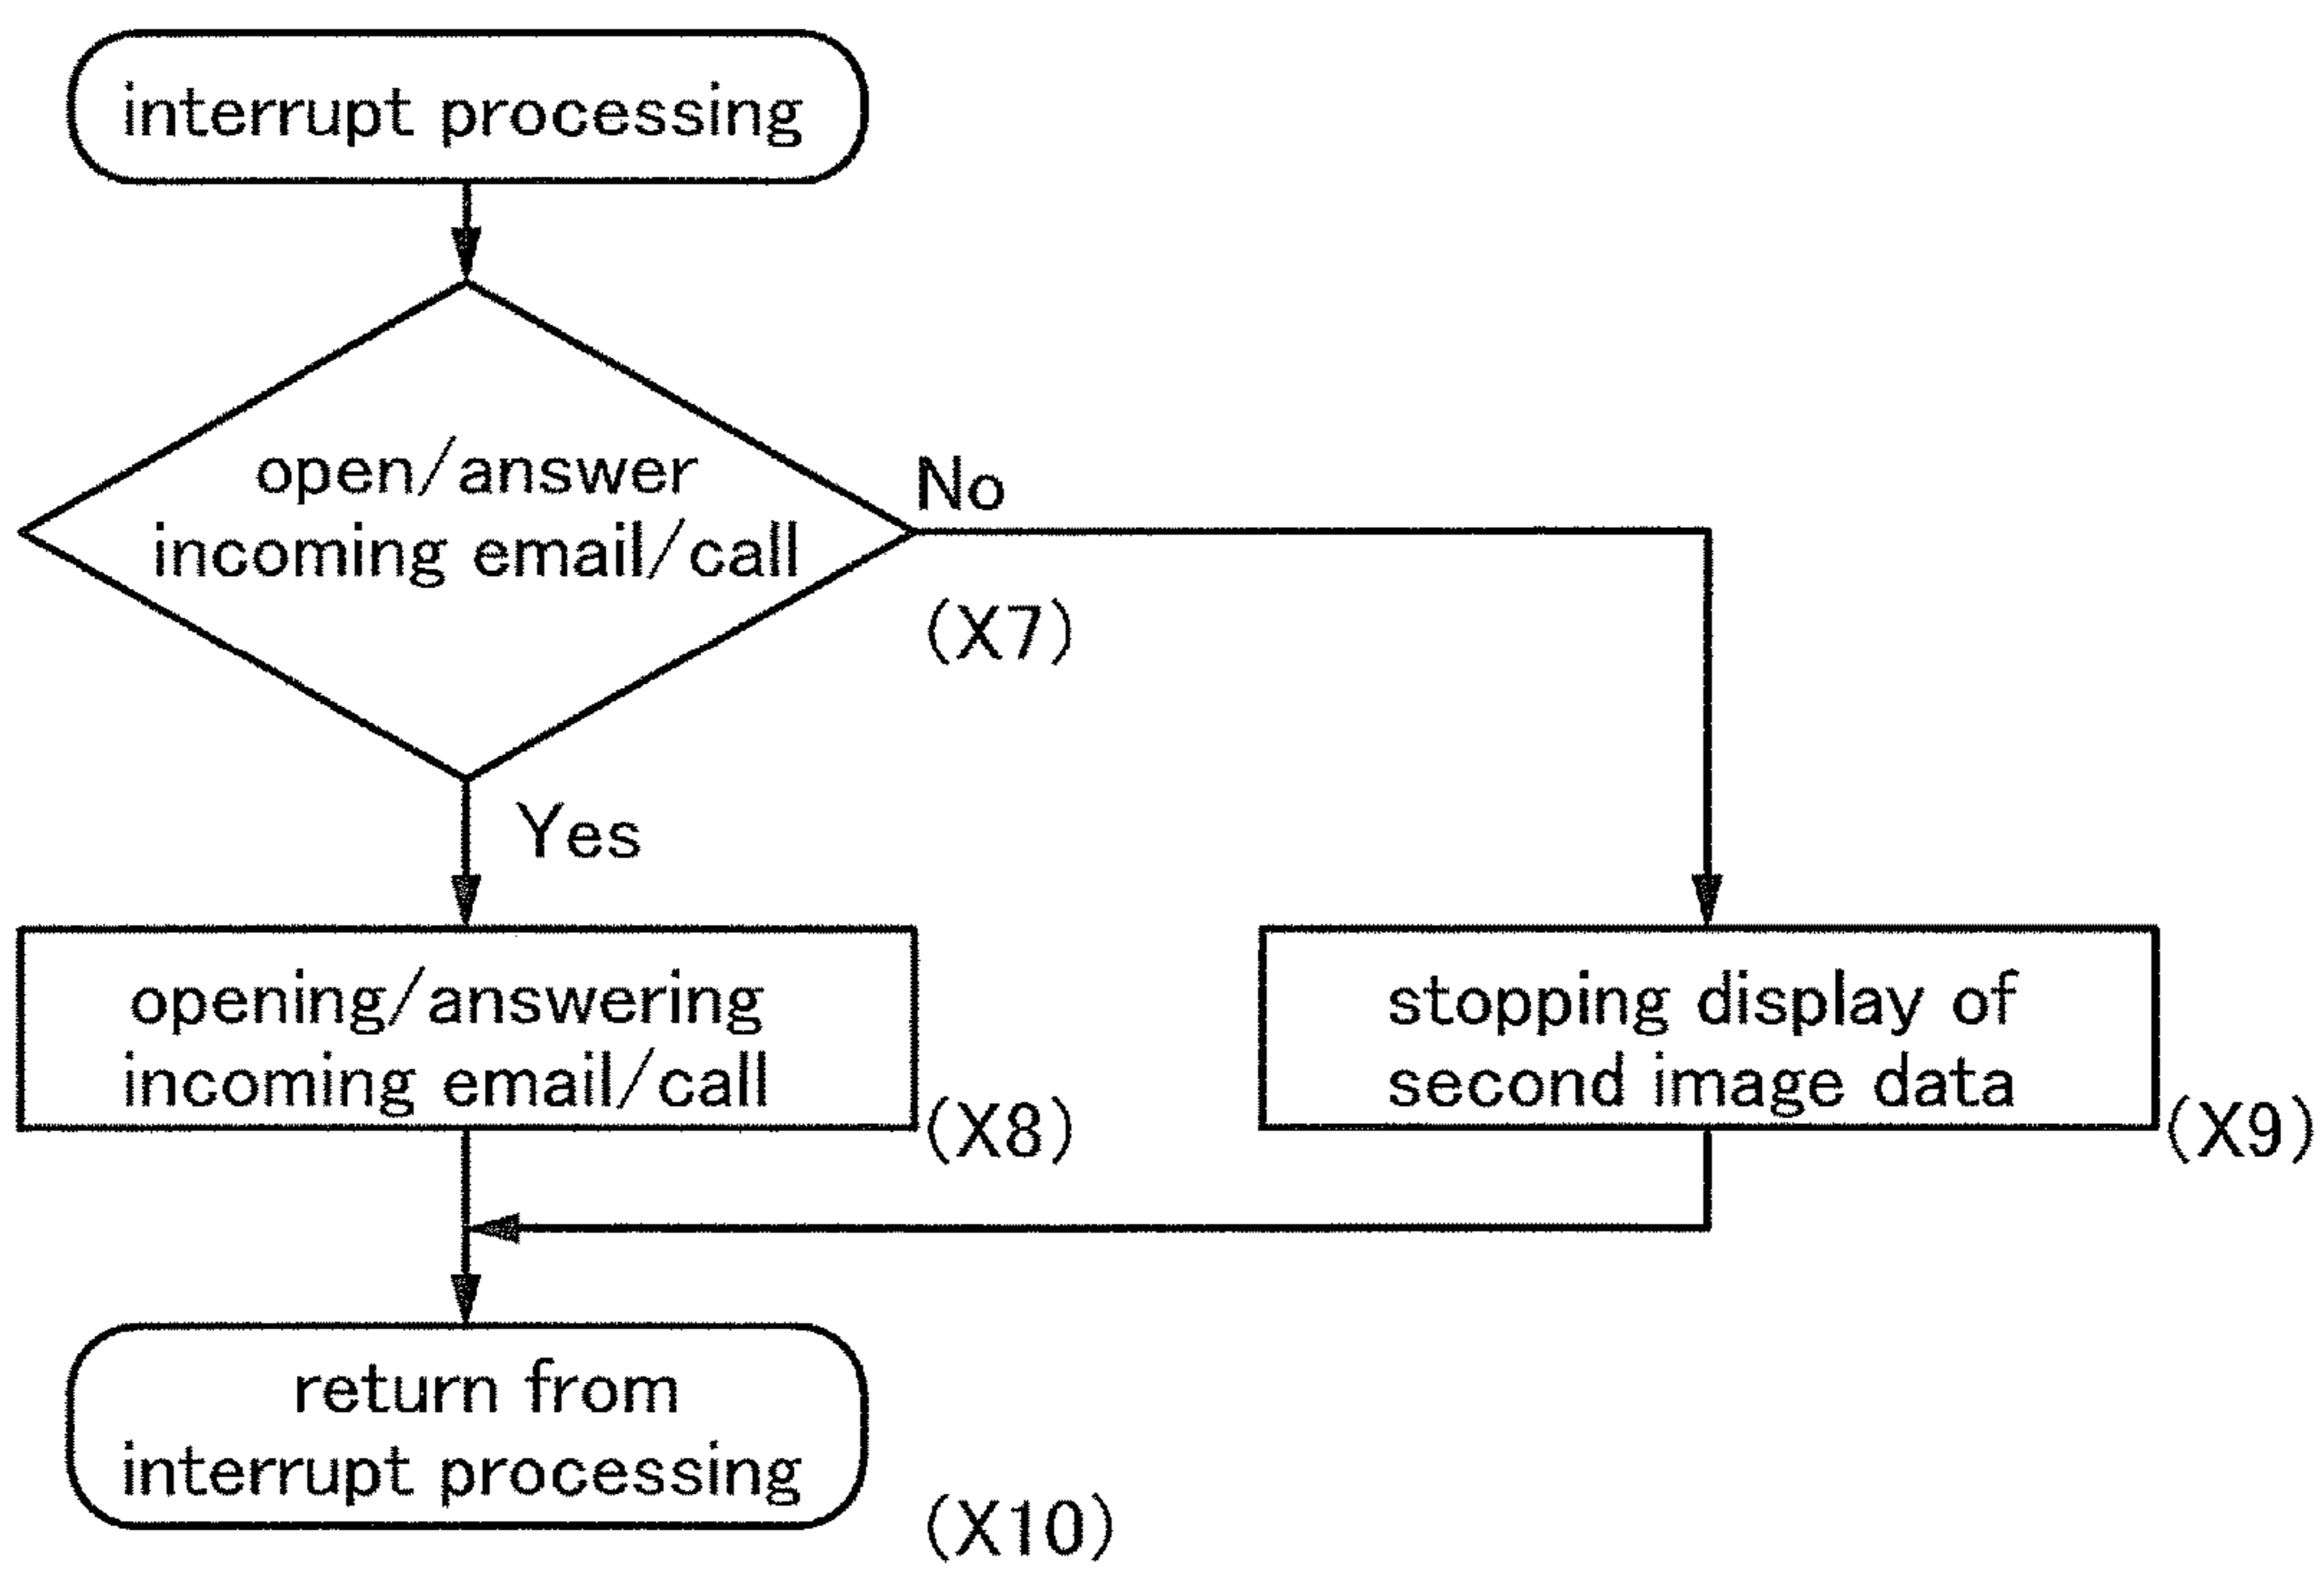 interrupt processing
open/answer
incoming email/call
No
(X7)
Yes
opening/answering
incoming email/call
(X8)
stopping display of
second image data
(X9)
return from
interrupt processing
(X10)